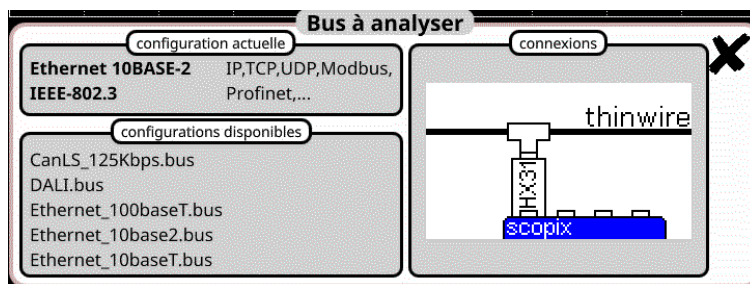 Bus à analyser
configuration actuelle
Ethernet 10BASE-2 IP,TCP,UDP,Modbus,
IEEE-802.3 Profinet,...
configurations disponibles
CanLS_125Kbps.bus
DALI.bus
Ethernet_100baseT.bus
Ethernet_10base2.bus
Ethernet_10baseT.bus
connexions
thinwire
HX31
scopix